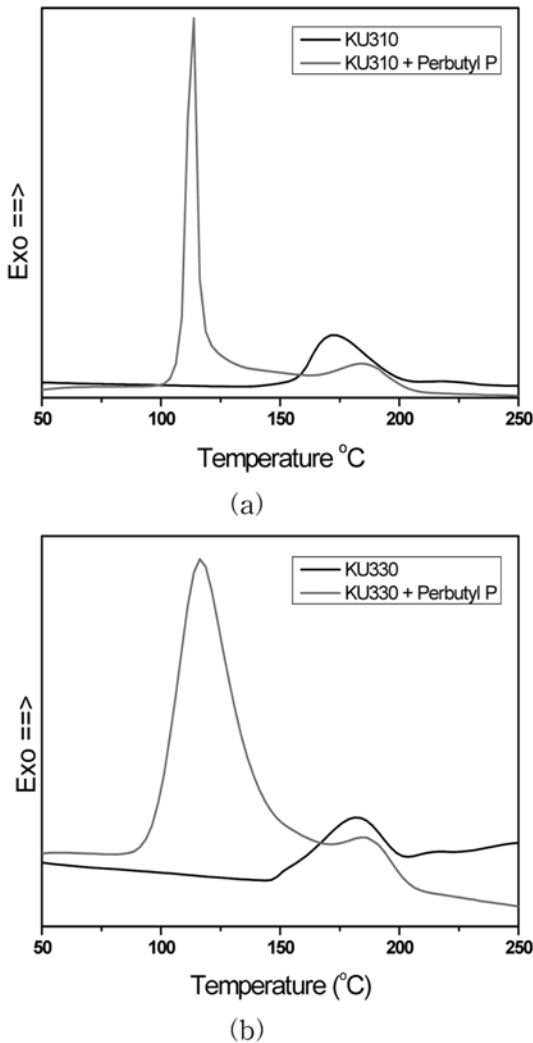 KU310
KU310 + Perbutyl P
Exo ==>
50 100 150 200 250
Temperature °C
(a)
KU330
KU330 + Perbutyl P
Exo ==>
50 100 150 200 250
Temperature (°C)
(b)